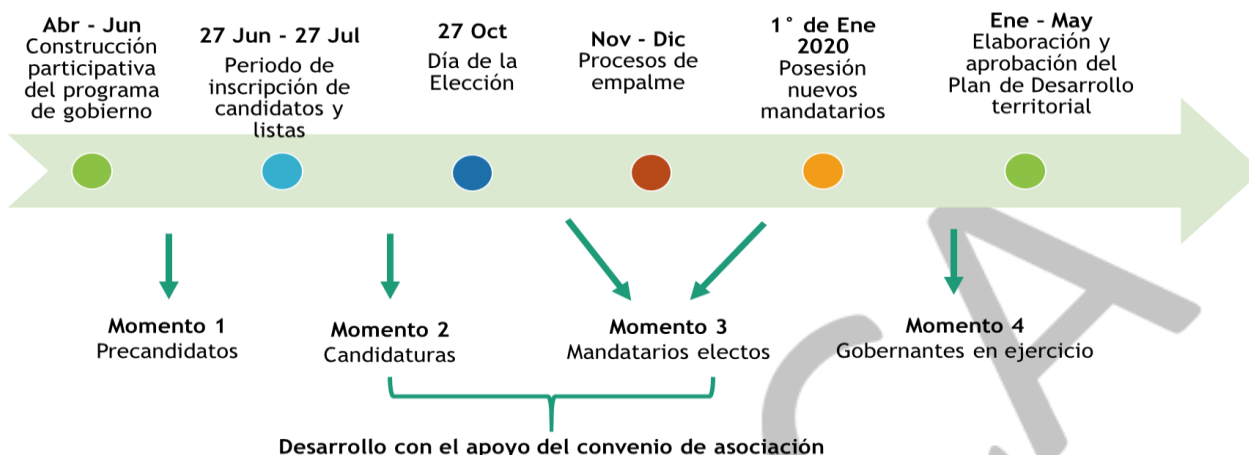 Abr - Jun
Construcción
participativa
del programa
de gobierno
27 Jun - 27 Jul
Periodo de
inscripción de
candidatos y
listas
27 Oct
Día de la
Elección
Nov - Dic
Procesos de
empalme
1° de Ene
2020
Posesión
nuevos
mandatarios
Ene - May
Elaboración y
aprobación del
Plan de Desarrollo
territorial
Momento 1
Precandidatos
Momento 2
Candidaturas
Momento 3
Mandatarios electos
Momento 4
Gobernantes en ejercicio
Desarrollo con el apoyo del convenio de asociación
CA